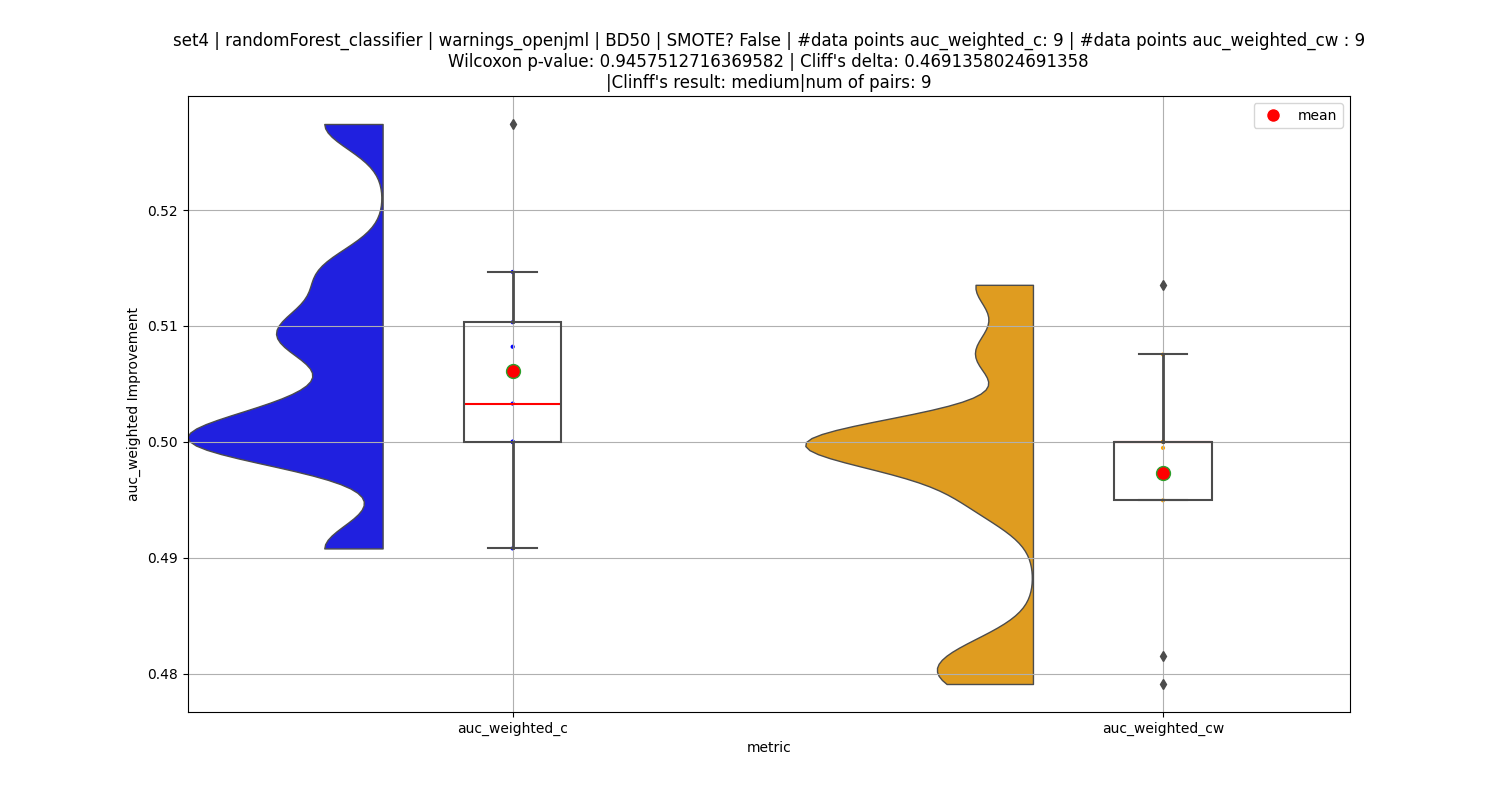 set4 | randomForest_classifier | warnings_openjml | BD50 | SMOTE? False | #data points auc_weighted_c: 9 | #data points auc_weighted_cw : 9
Wilcoxon p-value: 0.9457512716369582 | Cliff's delta: 0.4691358024691358
|Clinff's result: medium|num of pairs: 9
mean
0.52
0.51
0.50
0.49
0.48
auc_weighted Improvement
auc_weighted_c
auc_weighted_cw
metric